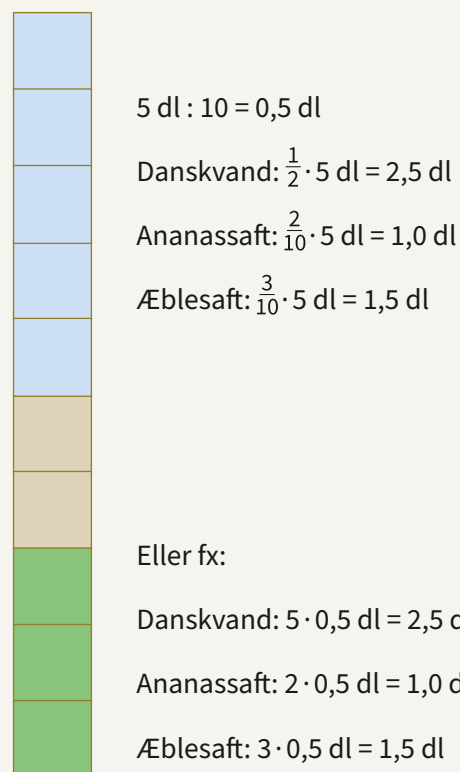 5 dl : 10 = 0,5 dl
Danskvand: 1/2 · 5 dl = 2,5 dl
Ananassaft: 2/10 · 5 dl = 1,0 dl
Æblesaft: 3/10 · 5 dl = 1,5 dl
Eller fx:
Danskvand: 5 · 0,5 dl = 2,5 d
Ananassaft: 2 · 0,5 dl = 1,0 d
Æblesaft: 3 · 0,5 dl = 1,5 dl